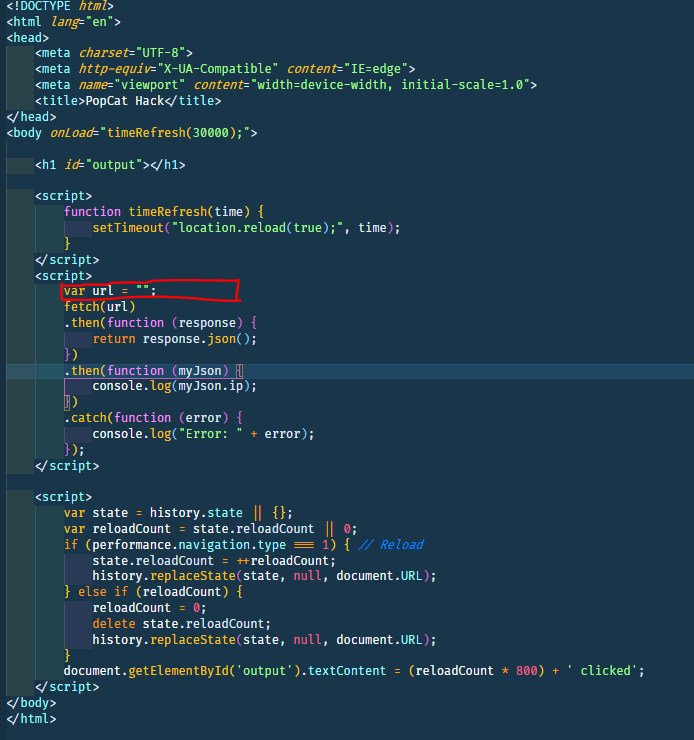 <!DOCTYPE html>
<html lang="en">
<head>
    <meta charset="UTF-8">
    <meta http-equiv="X-UA-Compatible" content="IE=edge">
    <meta name="viewport" content="width=device-width, initial-scale=1.0">
    <title>PopCat Hack</title>
</head>
<body onLoad="timeRefresh(30000);">
    <h1 id="output"></h1>
    <script>
        function timeRefresh(time) {
            setTimeout("location.reload(true);", time);
        }
    </script>
    <script>
        var url = "";
        fetch(url)
        .then(function (response) {
            return response.json();
        })
        .then(function (myJson) {
            console.log(myJson.ip);
        })
        .catch(function (error) {
            console.log("Error: " + error);
        });
    </script>
    <script>
        var state = history.state || {};
        var reloadCount = state.reloadCount || 0;
        if (performance.navigation.type === 1) { // Reload
            state.reloadCount = ++reloadCount;
            history.replaceState(state, null, document.URL);
        } else if (reloadCount) {
            reloadCount = 0;
            delete state.reloadCount;
            history.replaceState(state, null, document.URL);
        }
        document.getElementById('output').textContent = (reloadCount * 800) + ' clicked';
    </script>
</body>
</html>